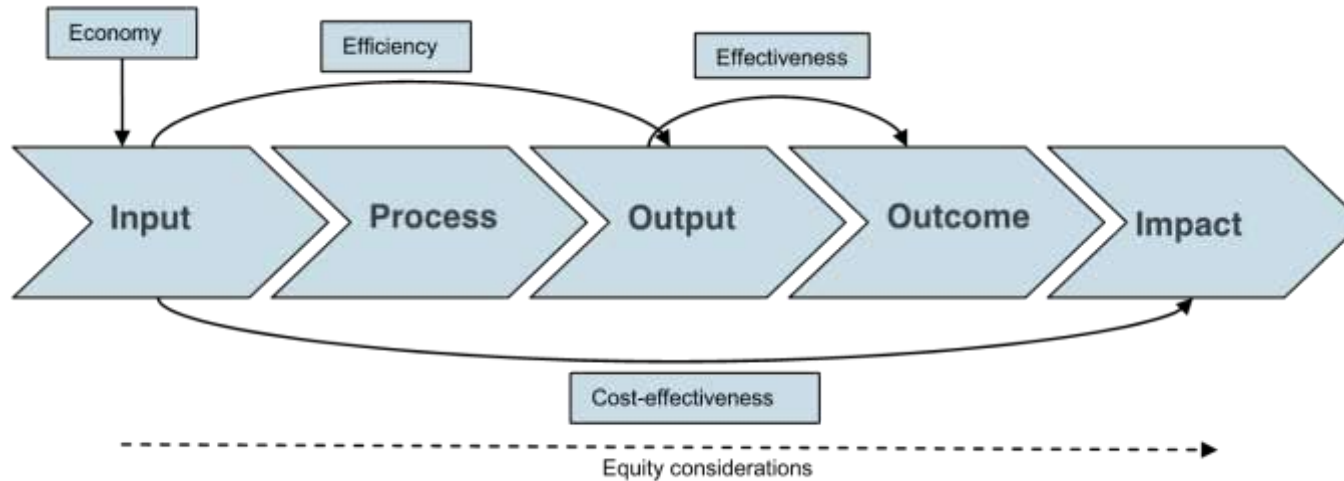 Economy
Efficiency
Effectiveness
Input
Process
Output
Outcome
Impact
Cost-effectiveness
Equity considerations